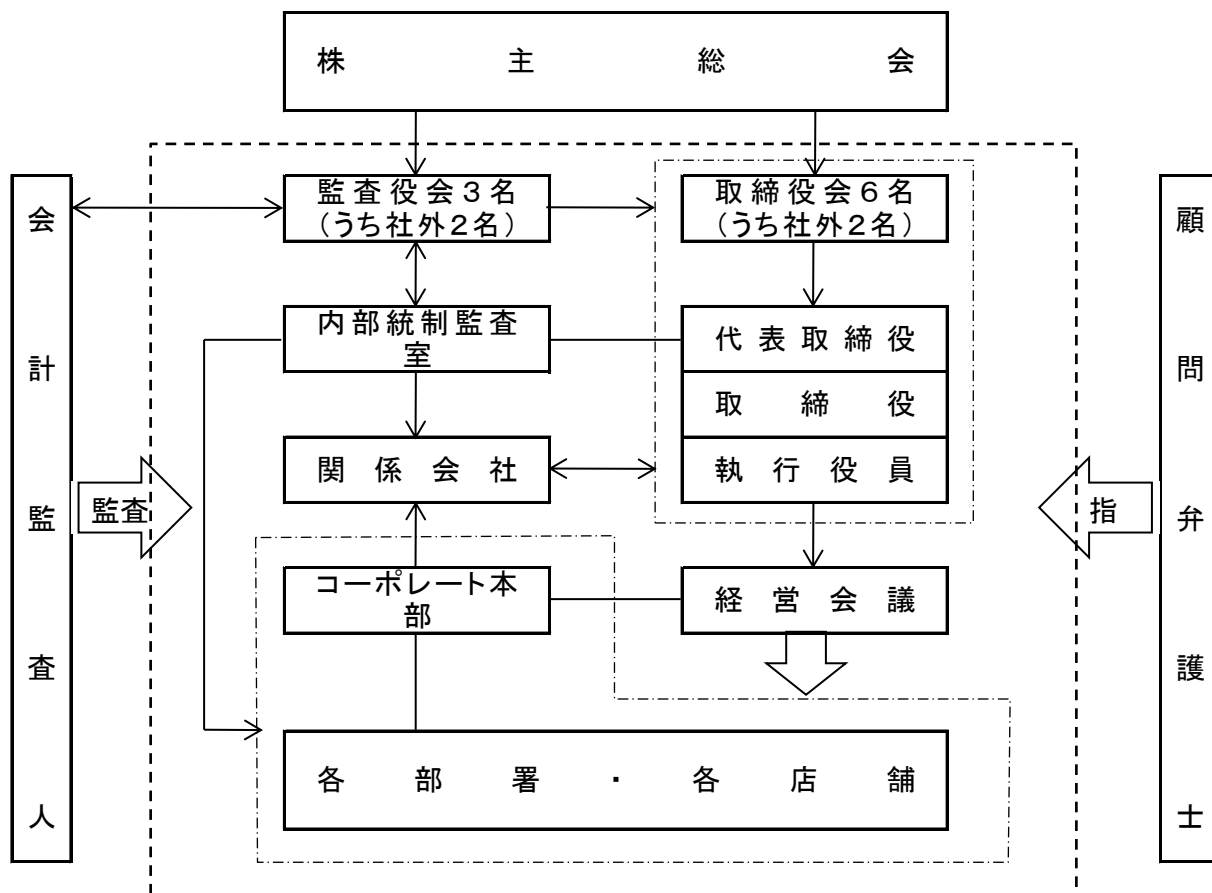 株主総会
監査役会3名
(うち社外2名)
取締役会6名
(うち社外2名)
会計監査人
顧問弁護士
内部統制監査
室
代表取締役
取締役
執行役員
関係会社
監査
指
コーポレート本
部
経営会議
各部署・各店舗